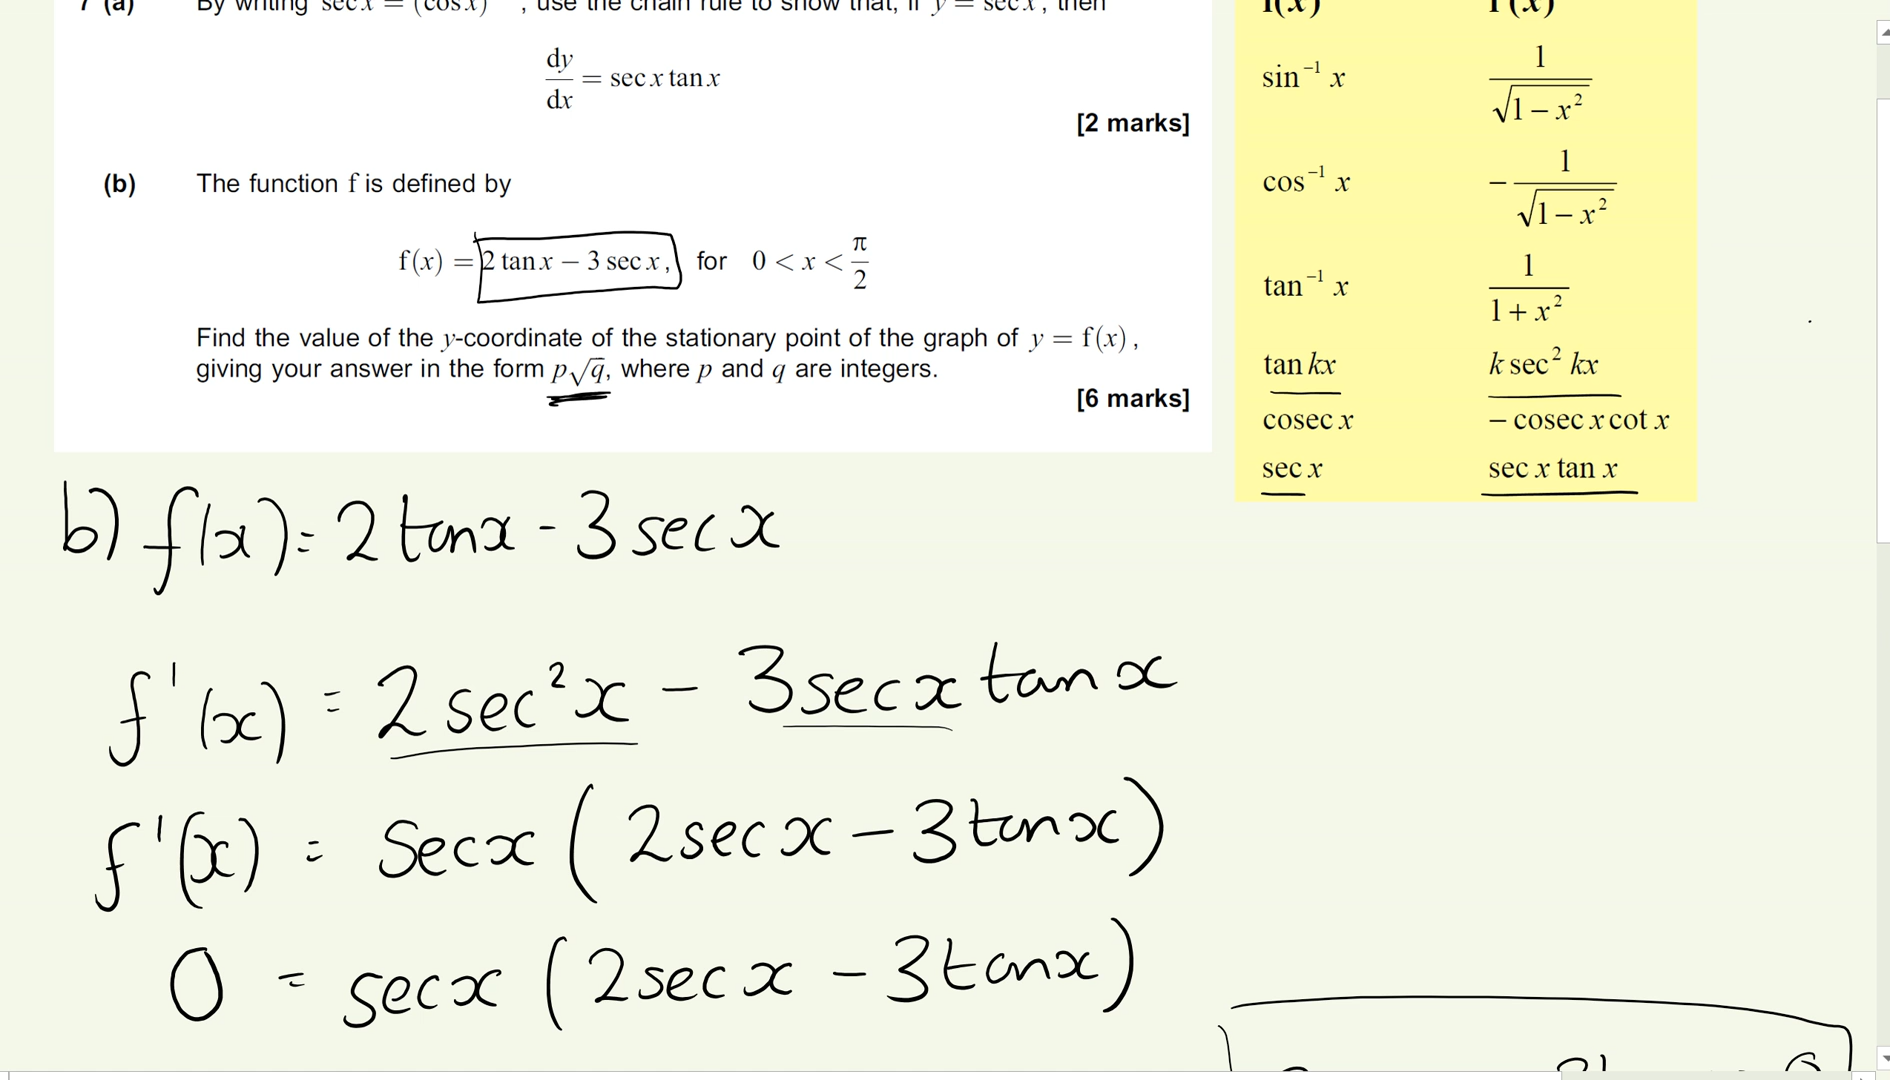 7 (a) By writing sec x = (cos x) , use the chain rule to show that, if y = sec x, then
dy/dx = sec x tan x
[2 marks]
(b) The function f is defined by
f(x) = 2 tan x − 3 sec x, for 0 < x < π/2
Find the value of the y-coordinate of the stationary point of the graph of y = f(x),
giving your answer in the form p√q, where p and q are integers.
[6 marks]
f(x) f′(x)
sin⁻¹ x 1/√(1 − x²)
cos⁻¹ x −1/√(1 − x²)
tan⁻¹ x 1/(1 + x²)
tan kx k sec² kx
cosec x − cosec x cot x
sec x sec x tan x
b) f(x) = 2 tan x - 3 sec x
f'(x) = 2 sec² x - 3 sec x tan x
f'(x) = Sec x ( 2 sec x - 3 tan x )
0 = sec x ( 2 sec x - 3 tan x )